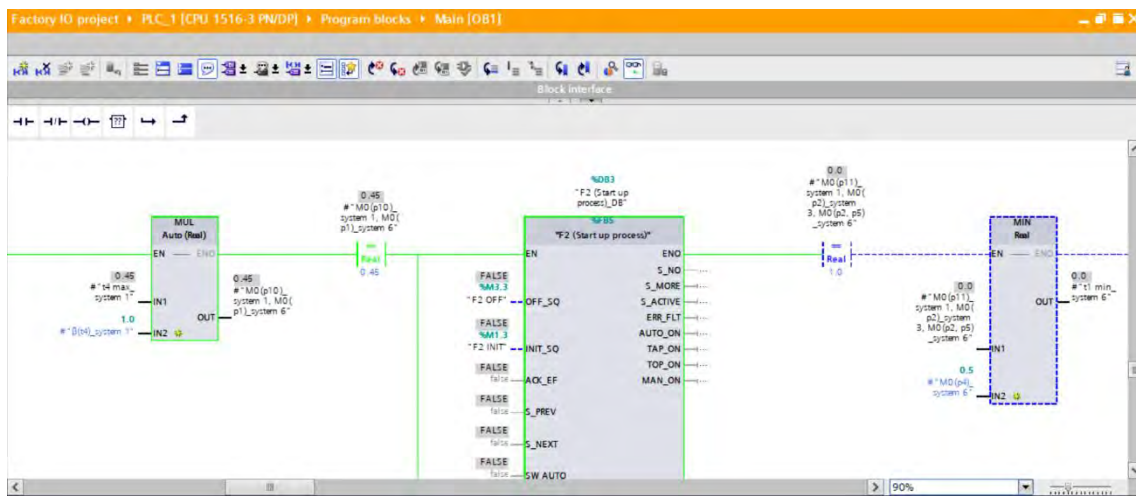 Factory IO project ▸ PLC_1 [CPU 1516-3 PN/DP] ▸ Program blocks ▸ Main [OB1]
Block interface
MUL
Auto (Real)
EN
ENO
0.45
#"t4 max_
system 1"
IN1
1.0
#"β(t4)_system 1"
IN2
0.45
#"M0(p10)_
system 1, M0(
p1)_system 6"
OUT
0.45
#"M0(p10)_
system 1, M0(
p1)_system 6"
==
Real
0.45
%DB3
"F2 (Start up
process)_DB"
%FB5
"F2 (Start up process)"
EN
ENO
FALSE
%M3.3
"F2 OFF"
OFF_SQ
FALSE
%M1.3
"F2 INIT"
INIT_SQ
FALSE
false
ACK_EF
FALSE
false
S_PREV
FALSE
false
S_NEXT
FALSE
false
SW AUTO
S_NO
S_MORE
S_ACTIVE
ERR_FLT
AUTO_ON
TAP_ON
TOP_ON
MAN_ON
0.0
#"M0(p11)_
system 1, M0(
p2)_system
3, M0(p2, p5)
_system 6"
==
Real
1.0
MIN
Real
EN
ENO
0.0
#"M0(p11)_
system 1, M0(
p2)_system
3, M0(p2, p5)
_system 6"
IN1
0.5
#"M0(p4)_
system 6"
IN2
0.0
#"t1 min_
system 6"
OUT
90%